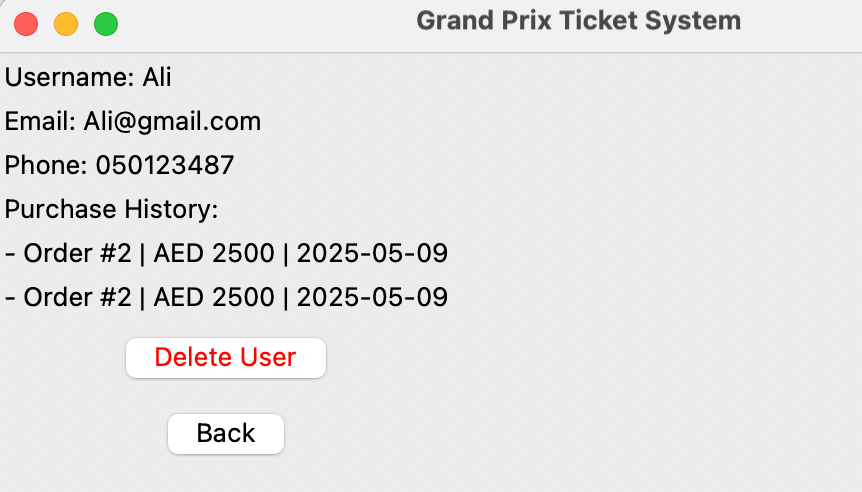 Grand Prix Ticket System
Username: Ali
Email: Ali@gmail.com
Phone: 050123487
Purchase History:
- Order #2 | AED 2500 | 2025-05-09
- Order #2 | AED 2500 | 2025-05-09
Delete User
Back